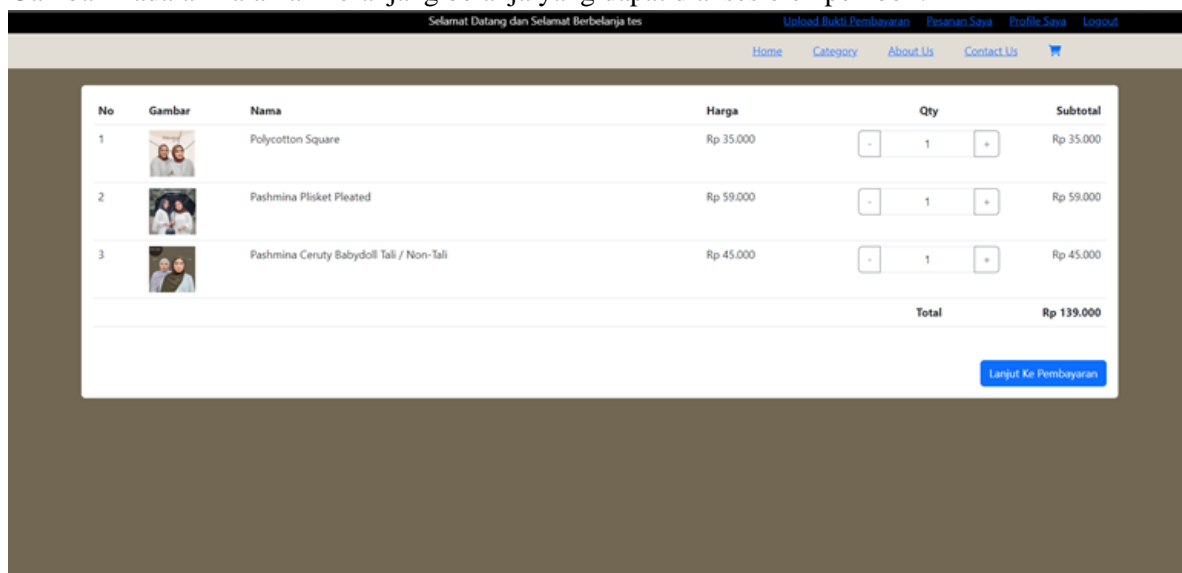 Selamat Datang dan Selamat Berbelanja tes Upload Bukti Pembayaran Pesanan Saya Profile Saya Logout
Home Category About Us Contact Us
No Gambar Nama Harga Qty Subtotal
1 Polycotton Square Rp 35.000 - 1 + Rp 35.000
2 Pashmina Plisket Pleated Rp 59.000 - 1 + Rp 59.000
3 Pashmina Ceruty Babydoll Tali / Non-Tali Rp 45.000 - 1 + Rp 45.000
Total Rp 139.000
Lanjut Ke Pembayaran